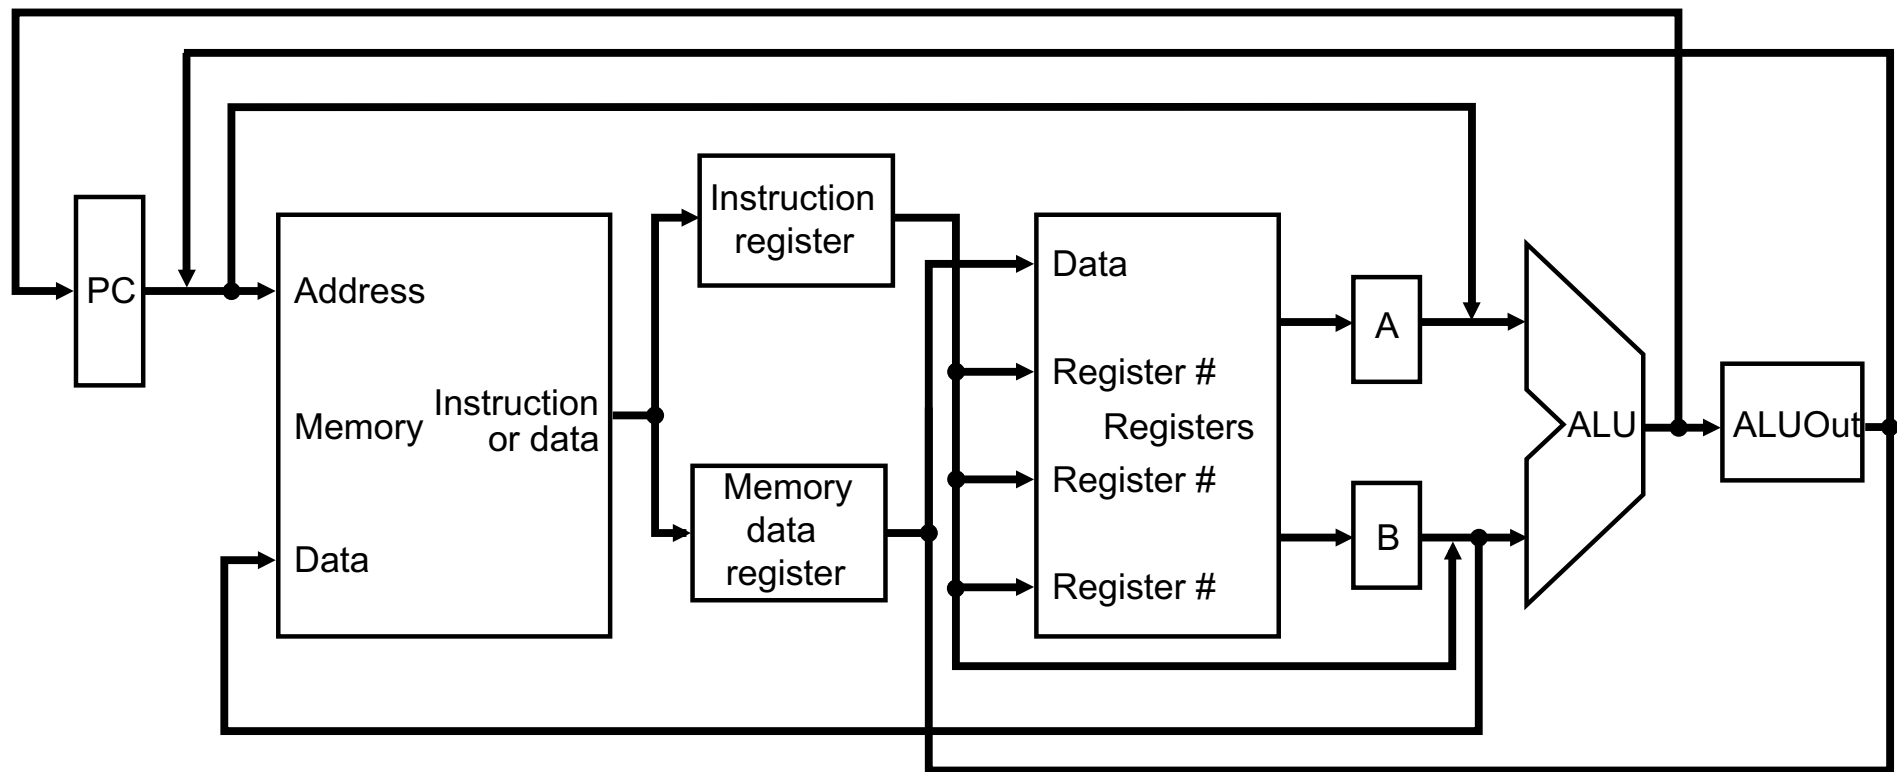 PC
Address
Memory
Instruction
or data
Data
Instruction
register
Memory
data
register
Data
Register #
Registers
Register #
Register #
A
B
ALU
ALUOut